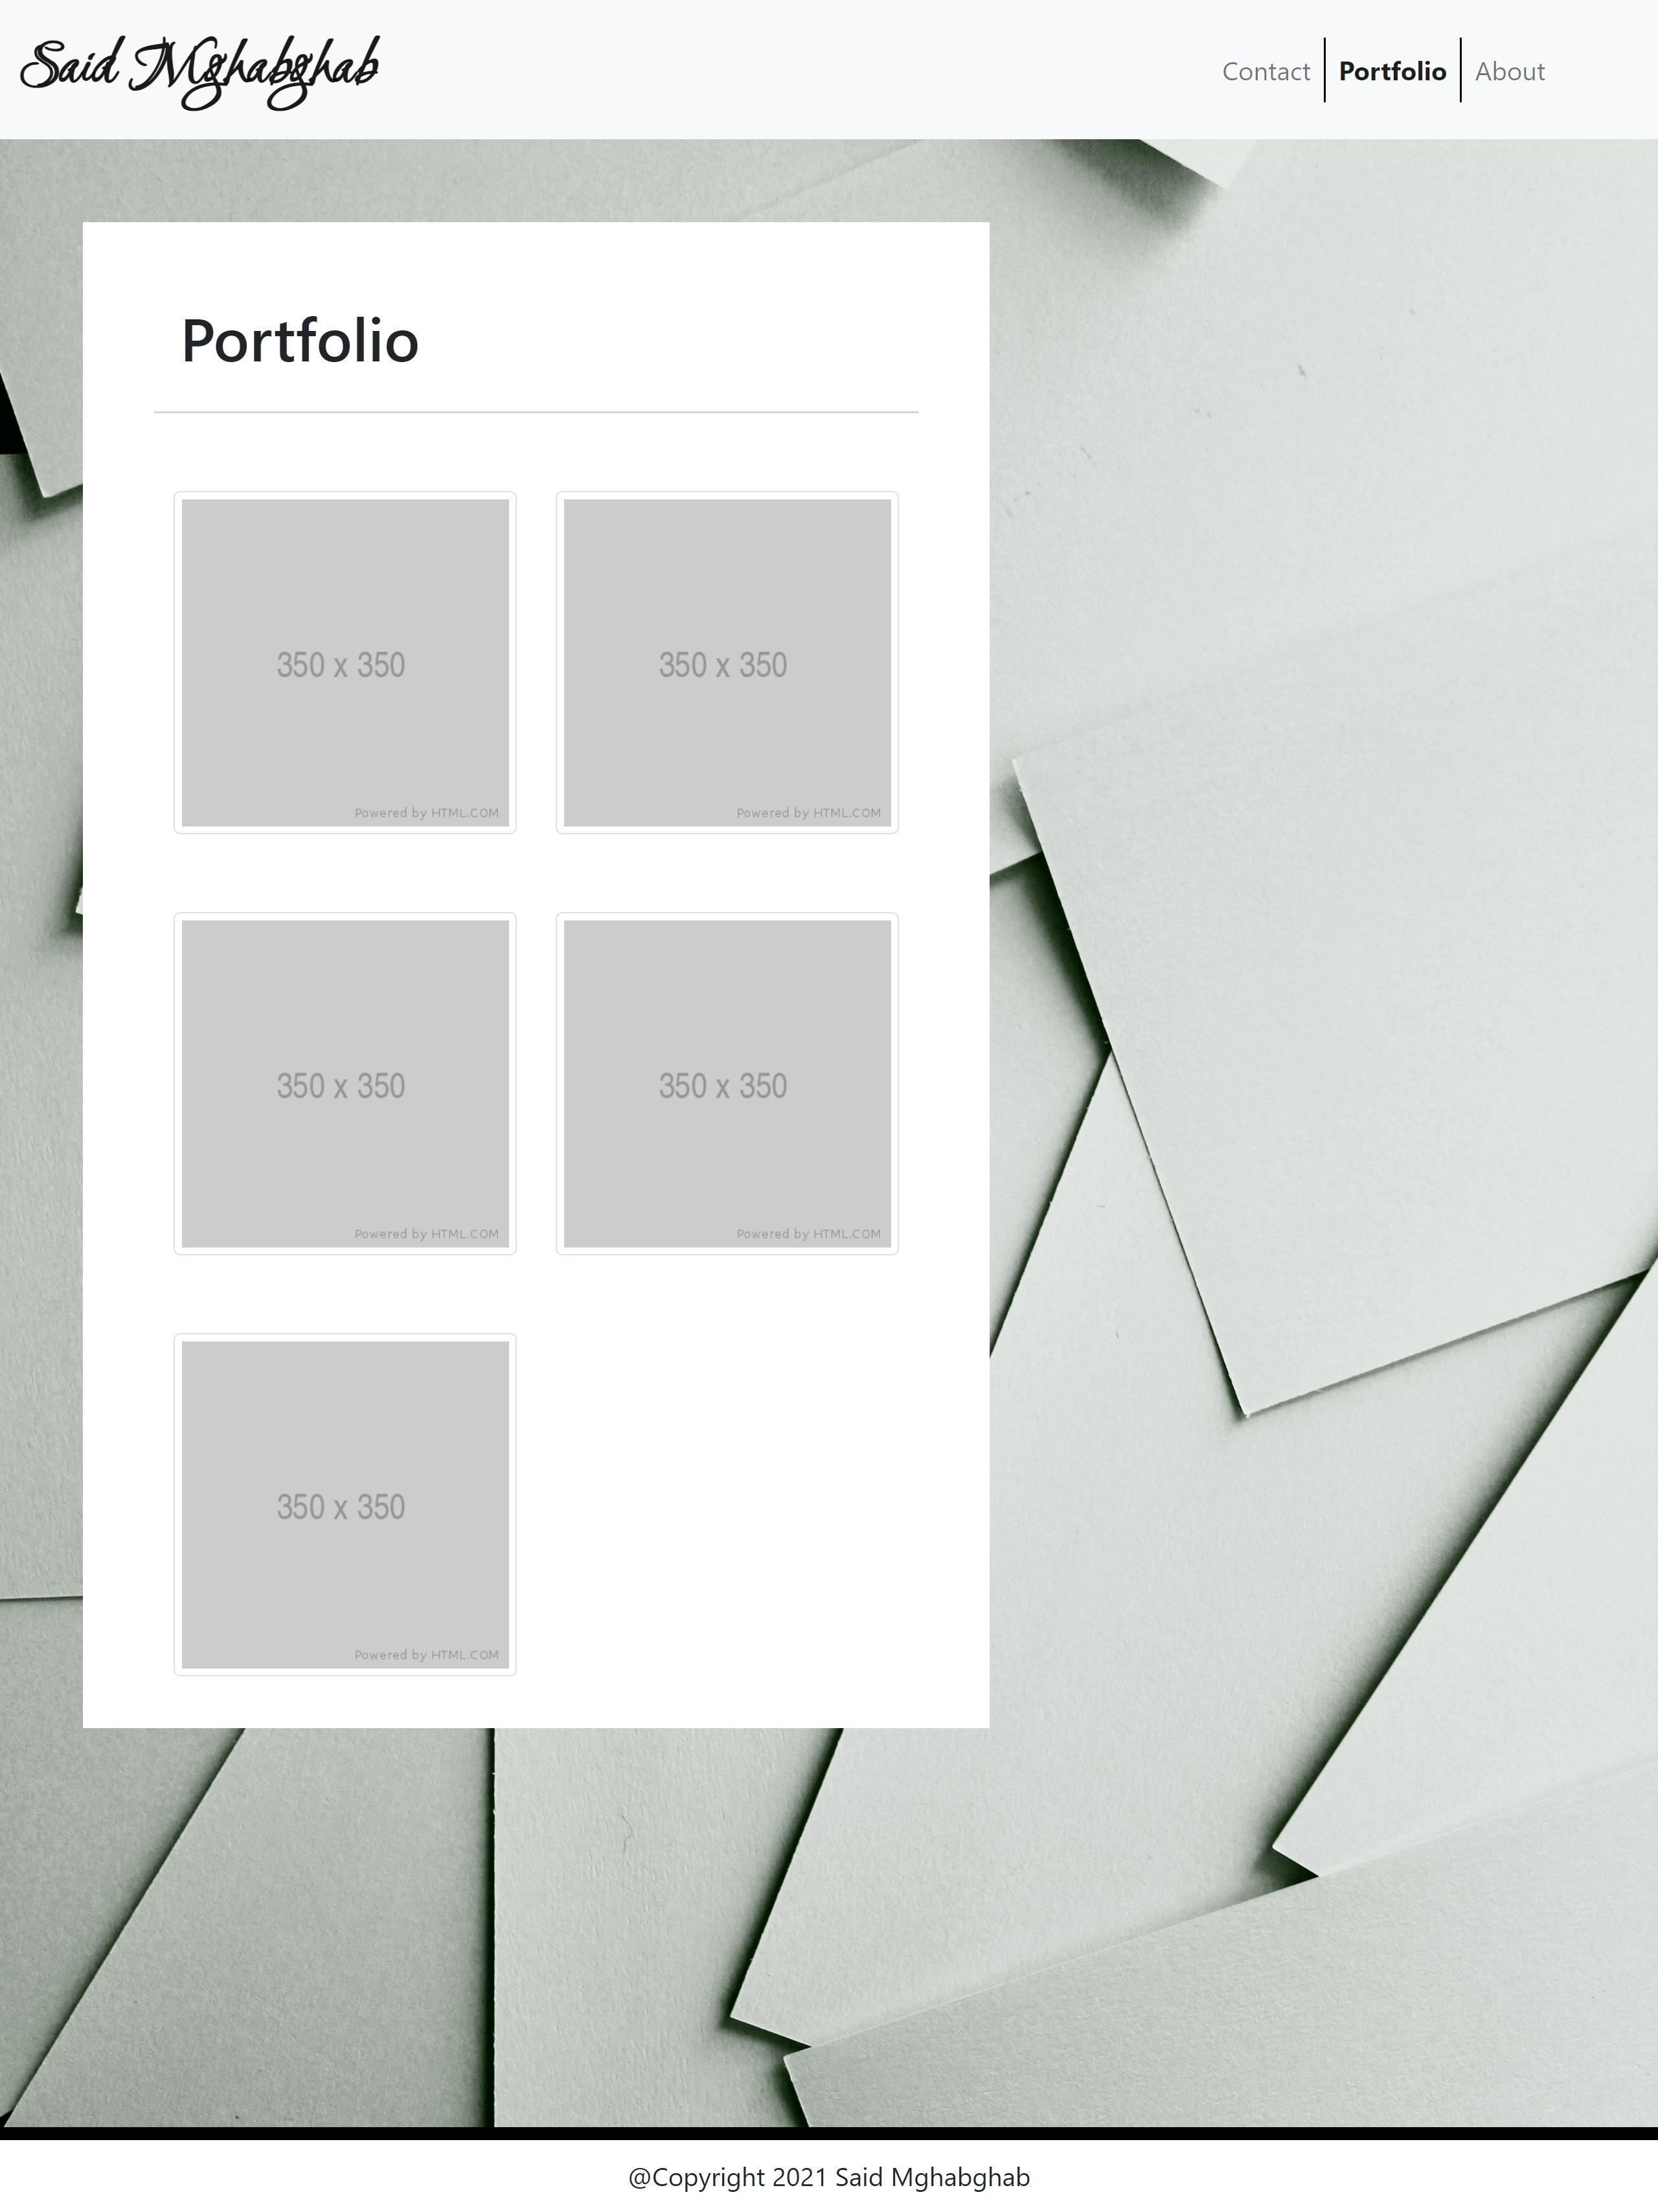 Said Mghabghab
Contact Portfolio About
Portfolio
350 x 350
Powered by HTML.COM
350 x 350
Powered by HTML.COM
350 x 350
Powered by HTML.COM
350 x 350
Powered by HTML.COM
350 x 350
Powered by HTML.COM
@Copyright 2021 Said Mghabghab